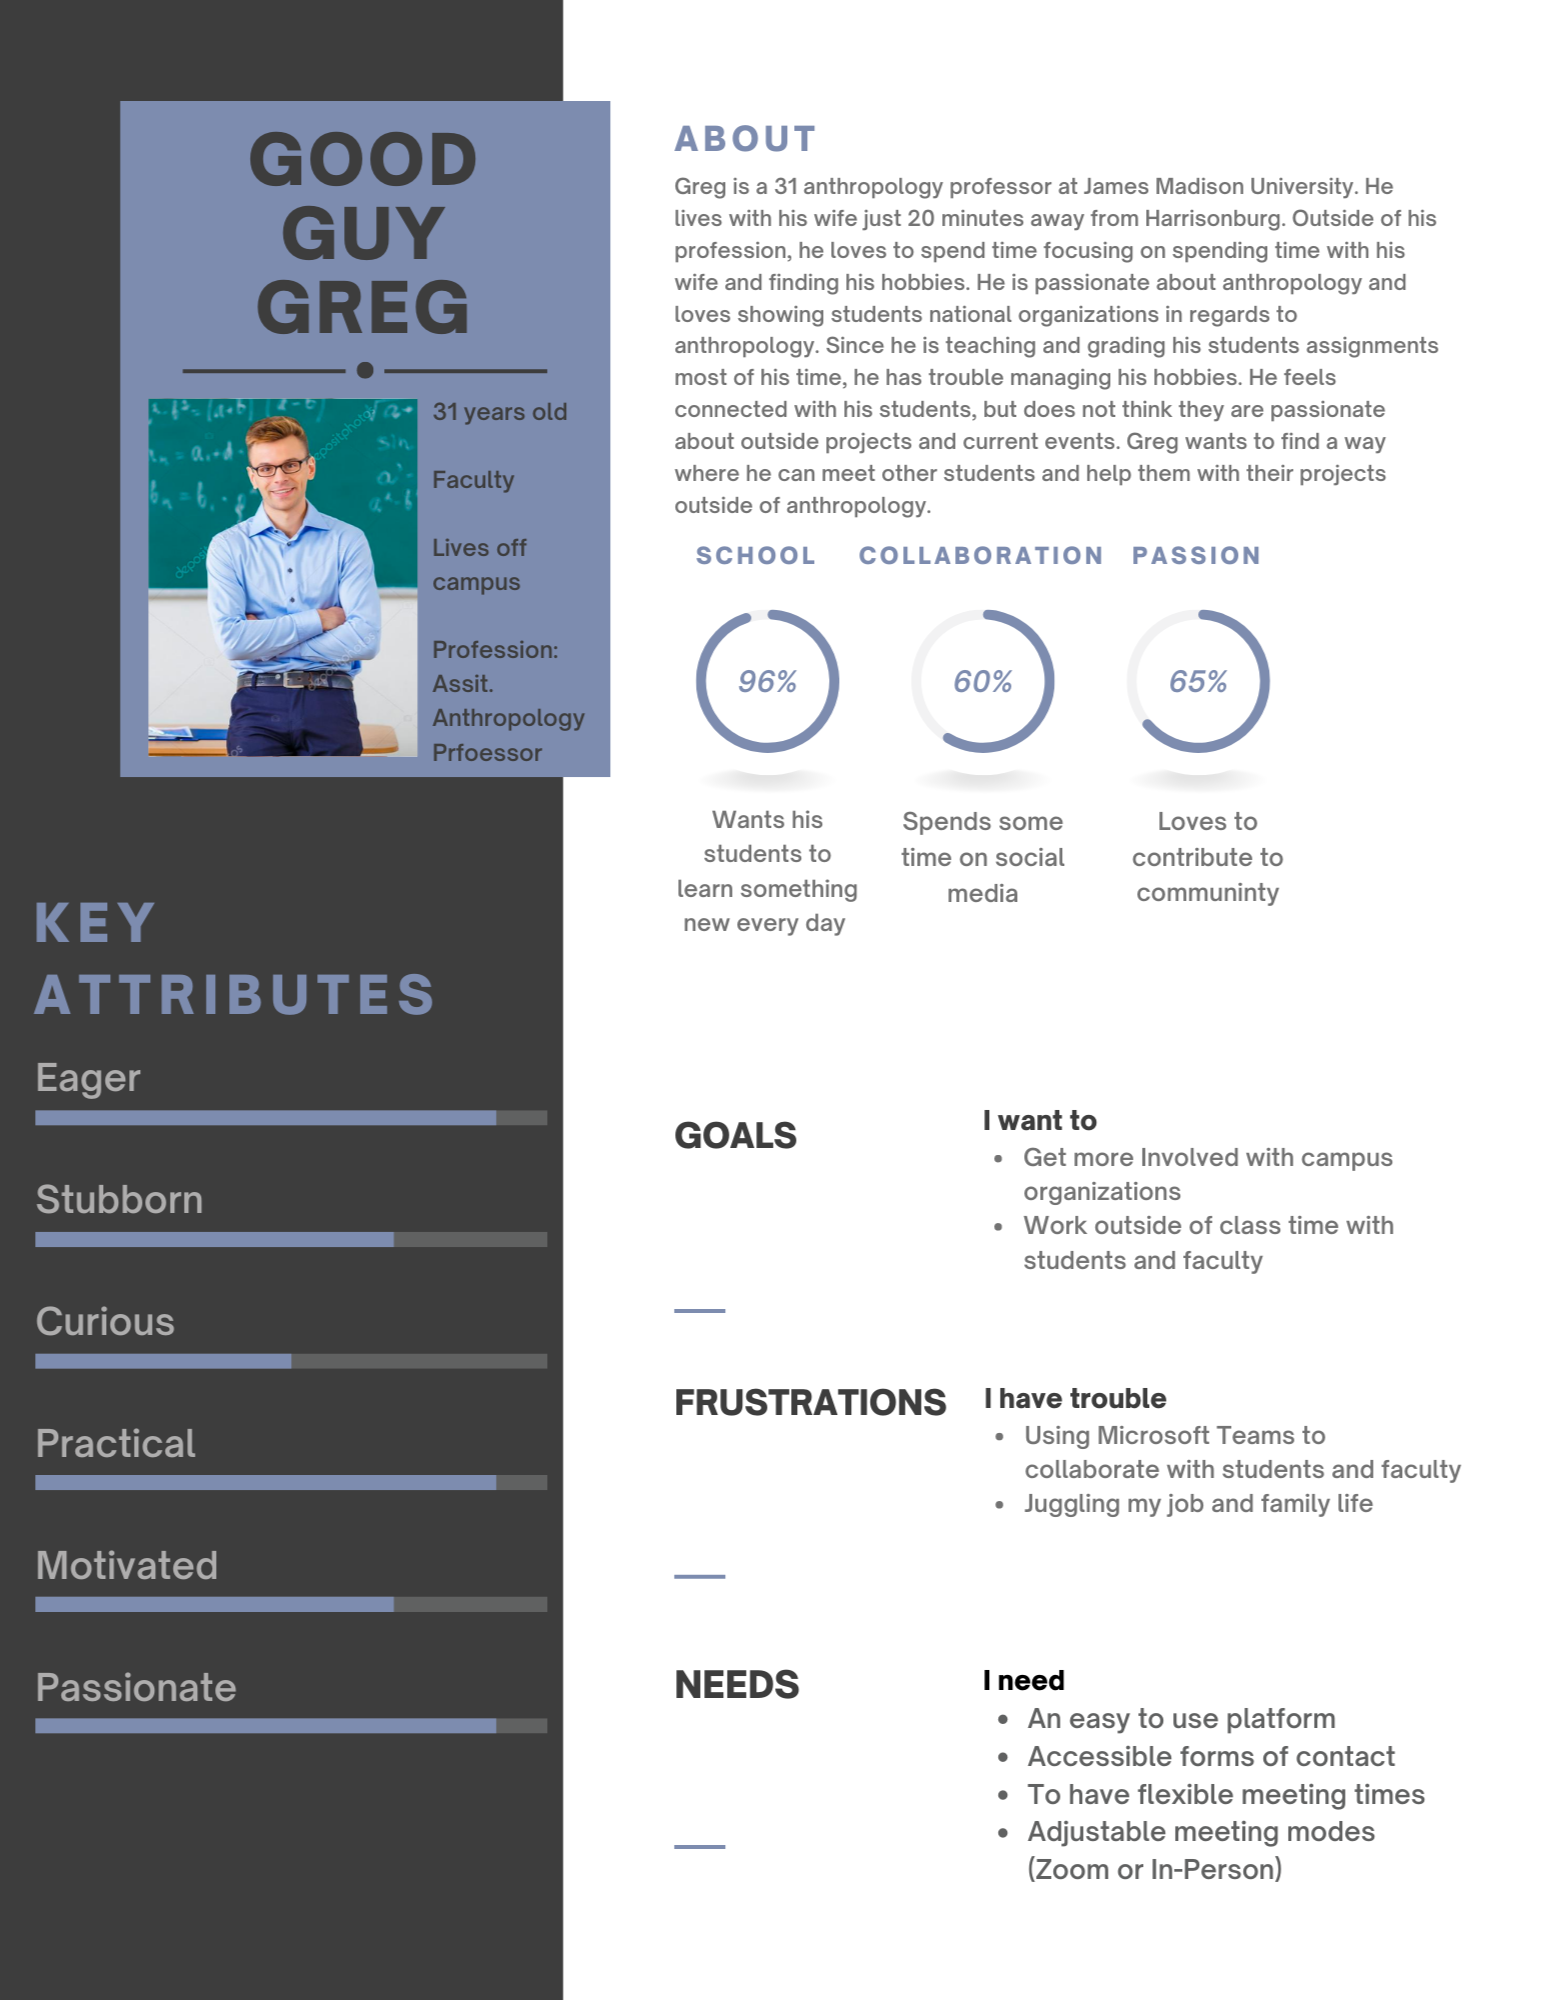 GOOD
GUY
GREG
31 years old
Faculty
Lives off
campus
Profession:
Assit.
Anthropology
Prfoessor
KEY
ATTRIBUTES
Eager
Stubborn
Curious
Practical
Motivated
Passionate
ABOUT
Greg is a 31 anthropology professor at James Madison University. He
lives with his wife just 20 minutes away from Harrisonburg. Outside of his
profession, he loves to spend time focusing on spending time with his
wife and finding his hobbies. He is passionate about anthropology and
loves showing students national organizations in regards to
anthropology. Since he is teaching and grading his students assignments
most of his time, he has trouble managing his hobbies. He feels
connected with his students, but does not think they are passionate
about outside projects and current events. Greg wants to find a way
where he can meet other students and help them with their projects
outside of anthropology.
SCHOOL COLLABORATION PASSION
96% 60% 65%
Wants his
students to
learn something
new every day
Spends some
time on social
media
Loves to
contribute to
communinty
GOALS
I want to
• Get more Involved with campus
organizations
• Work outside of class time with
students and faculty
FRUSTRATIONS
I have trouble
• Using Microsoft Teams to
collaborate with students and faculty
• Juggling my job and family life
NEEDS
I need
• An easy to use platform
• Accessible forms of contact
• To have flexible meeting times
• Adjustable meeting modes
(Zoom or In-Person)